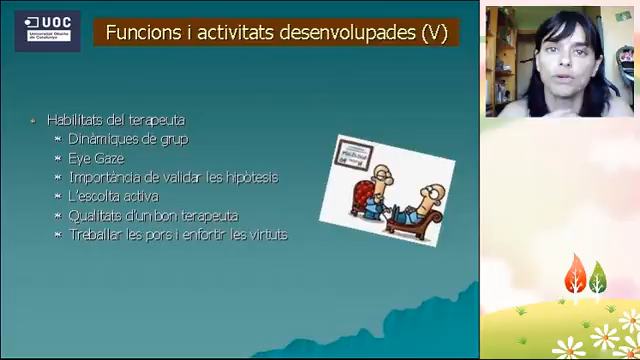 UOC
Universitat Oberta
de Catalunya
Funcions i activitats desenvolupades (V)
Habilitats del terapeuta
Dinàmiques de grup
Eye Gaze
Importància de validar les hipòtesis
L'escolta activa
Qualitats d'un bon terapeuta
Treballar les pors i enfortir les virtuts